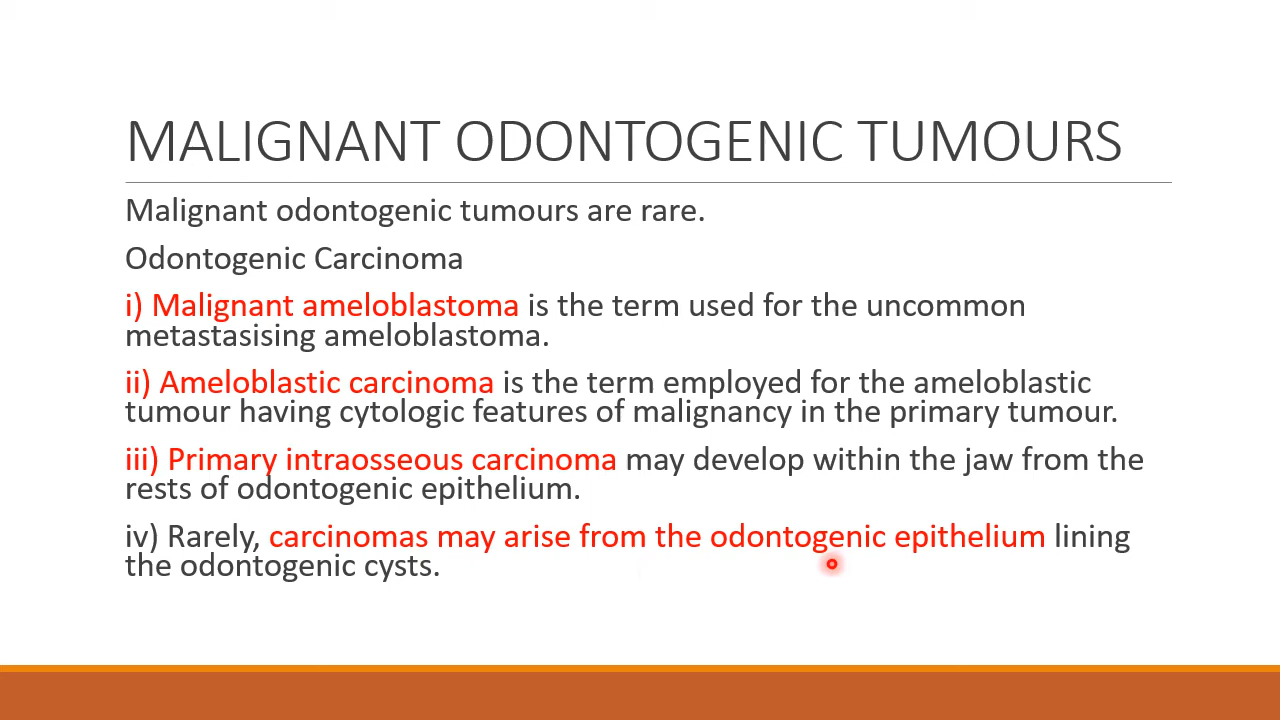 MALIGNANT ODONTOGENIC TUMOURS
Malignant odontogenic tumours are rare.
Odontogenic Carcinoma
i) Malignant ameloblastoma is the term used for the uncommon
metastasising ameloblastoma.
ii) Ameloblastic carcinoma is the term employed for the ameloblastic
tumour having cytologic features of malignancy in the primary tumour.
iii) Primary intraosseous carcinoma may develop within the jaw from the
rests of odontogenic epithelium.
iv) Rarely, carcinomas may arise from the odontogenic epithelium lining
the odontogenic cysts.